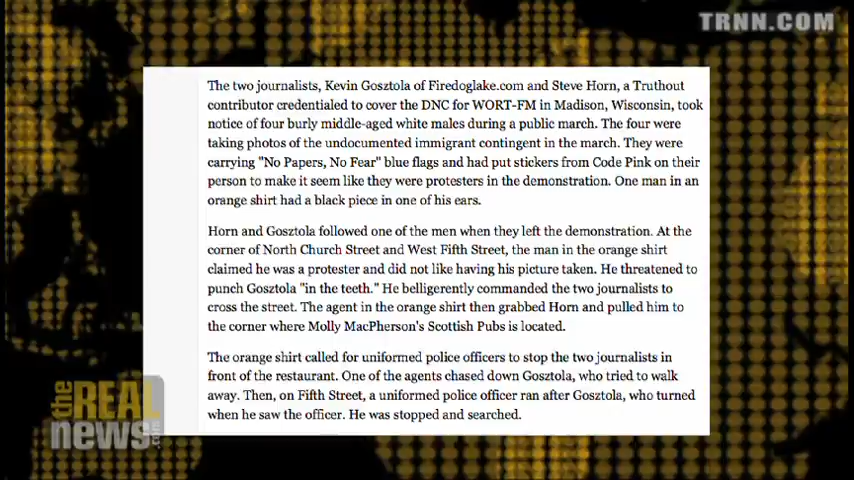 TRNN.COM
The two journalists, Kevin Gosztola of Firedoglake.com and Steve Horn, a Truthout
contributor credentialed to cover the DNC for WORT-FM in Madison, Wisconsin, took
notice of four burly middle-aged white males during a public march. The four were
taking photos of the undocumented immigrant contingent in the march. They were
carrying "No Papers, No Fear" blue flags and had put stickers from Code Pink on their
person to make it seem like they were protesters in the demonstration. One man in an
orange shirt had a black piece in one of his ears.
Horn and Gosztola followed one of the men when they left the demonstration. At the
corner of North Church Street and West Fifth Street, the man in the orange shirt
claimed he was a protester and did not like having his picture taken. He threatened to
punch Gosztola "in the teeth." He belligerently commanded the two journalists to
cross the street. The agent in the orange shirt then grabbed Horn and pulled him to
the corner where Molly MacPherson's Scottish Pubs is located.
The orange shirt called for uniformed police officers to stop the two journalists in
front of the restaurant. One of the agents chased down Gosztola, who tried to walk
away. Then, on Fifth Street, a uniformed police officer ran after Gosztola, who turned
when he saw the officer. He was stopped and searched.
the REAL
news.com